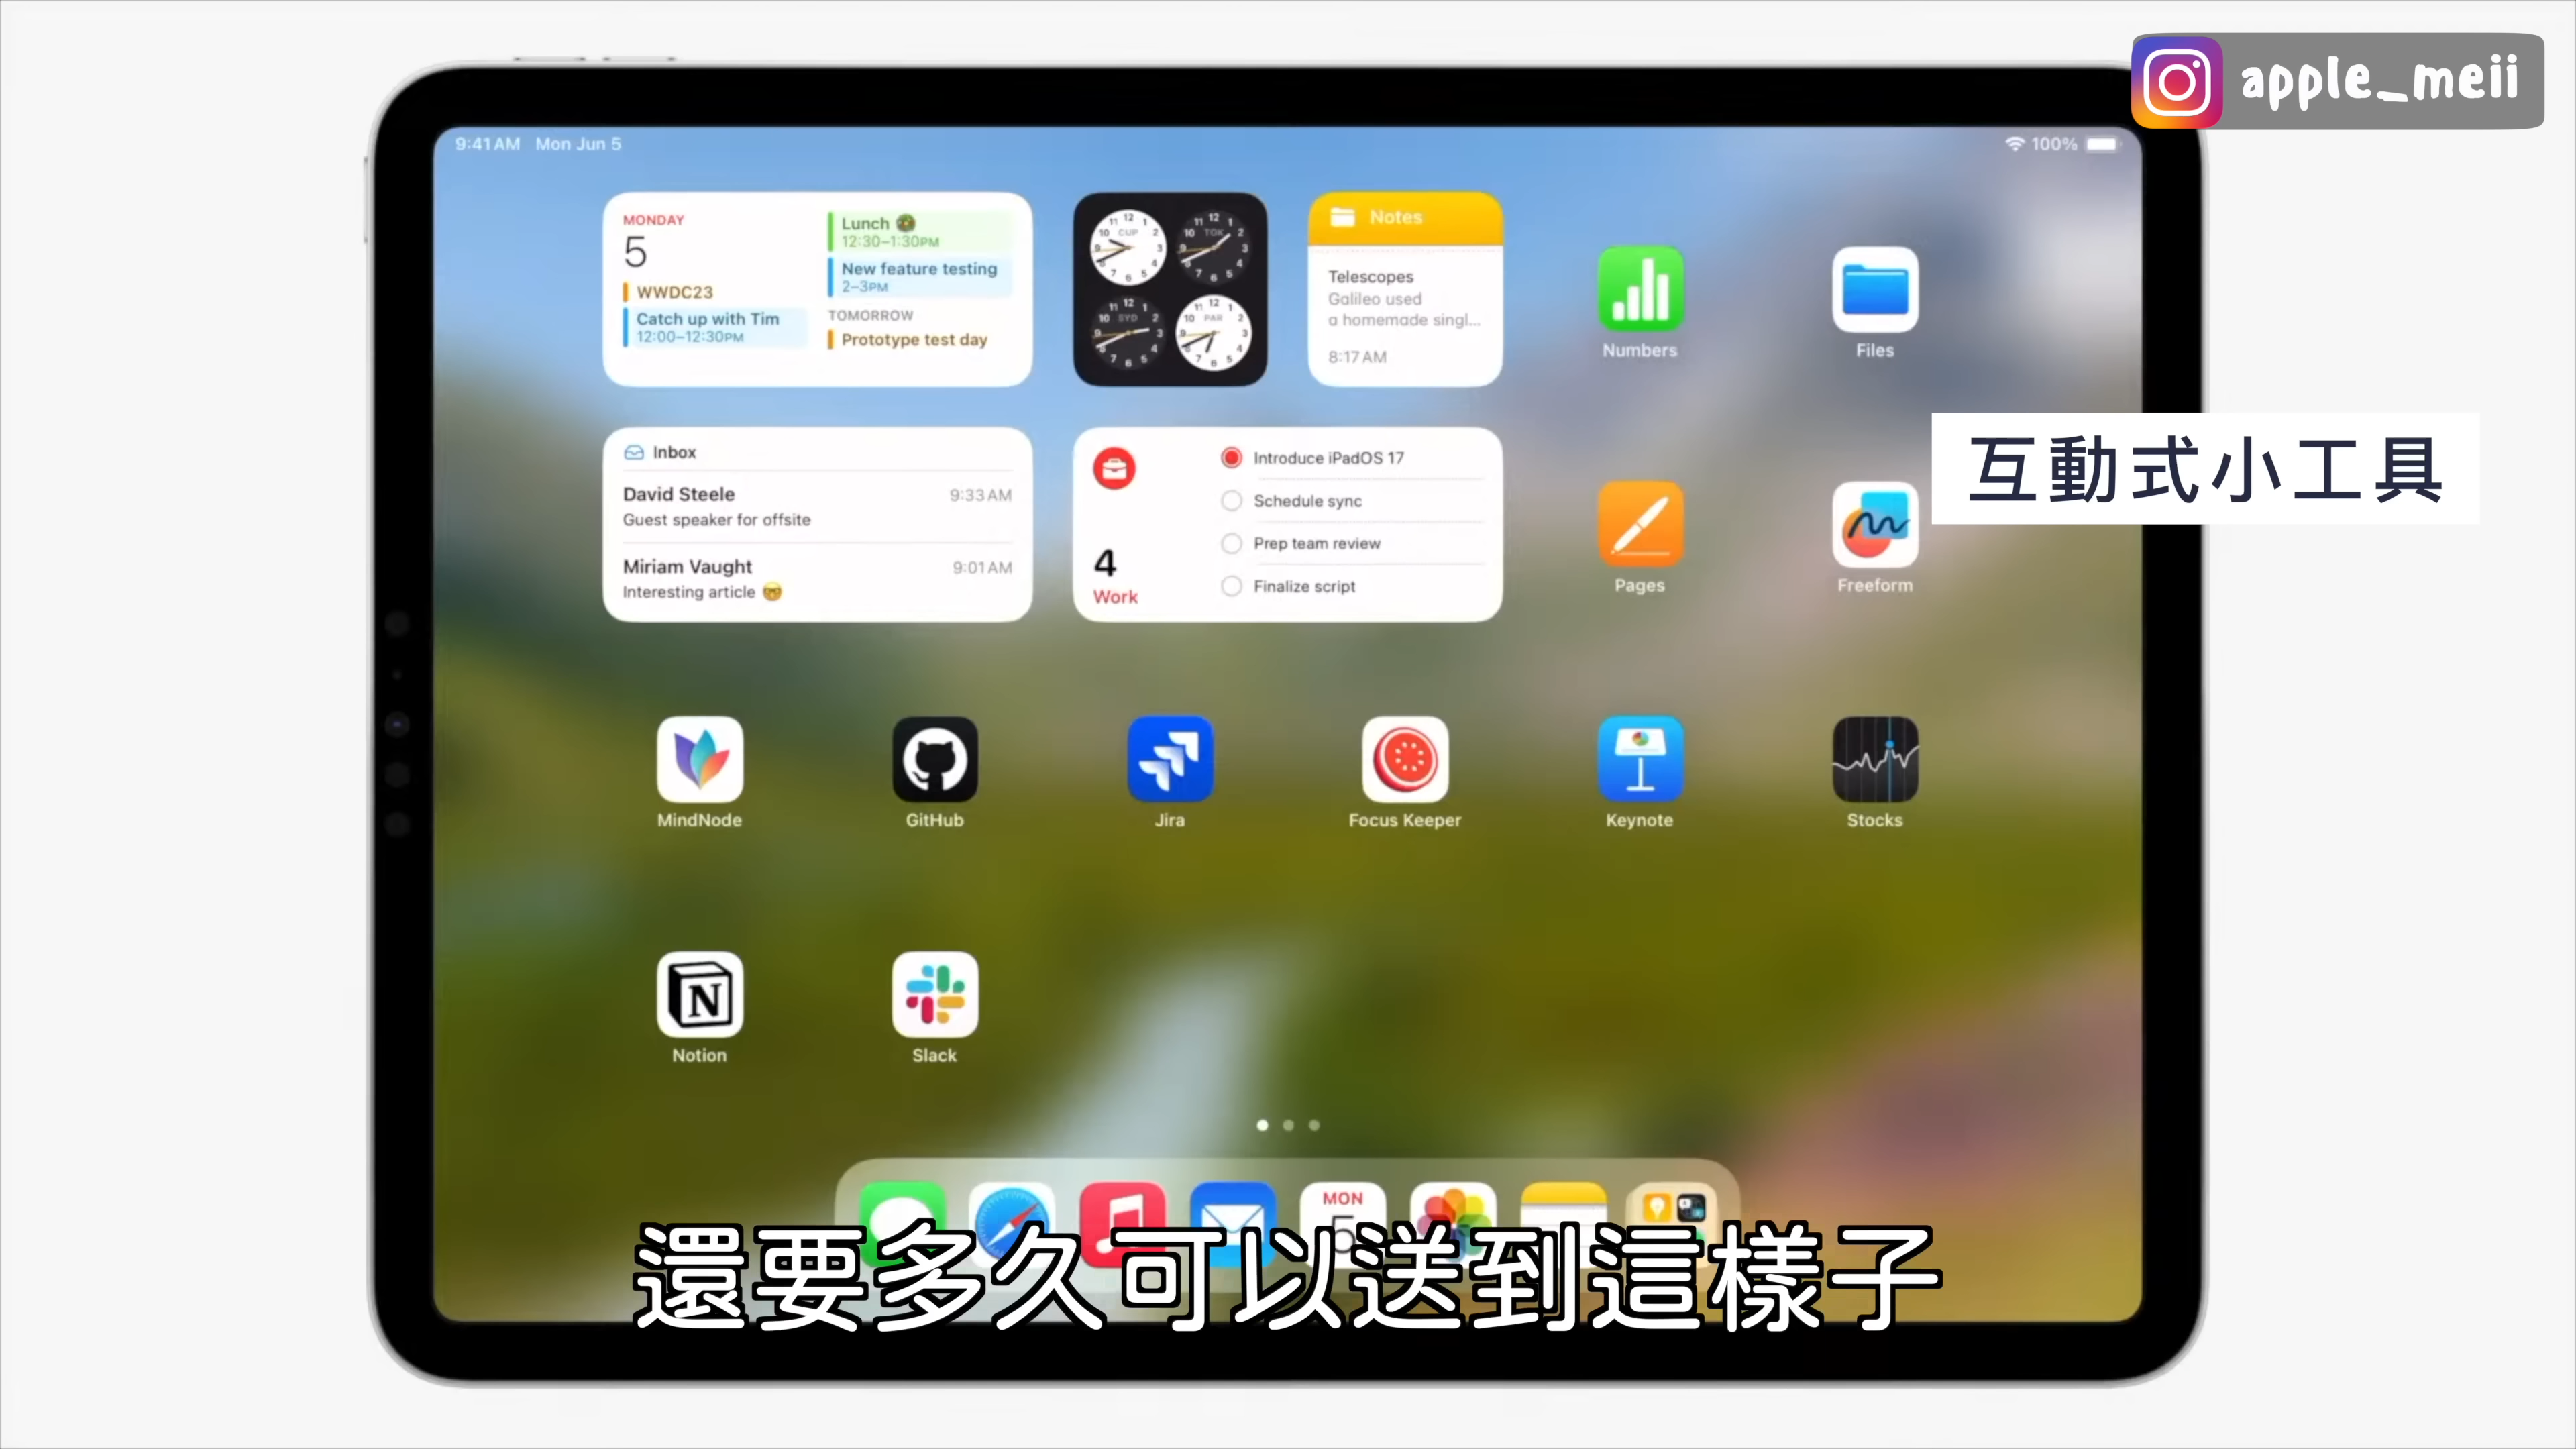 apple_meii
9:41 AM Mon Jun 5
100%
MONDAY
5
WWDC23
Catch up with Tim
12:00–12:30PM
Lunch
12:30–1:30PM
New feature testing
2–3PM
TOMORROW
Prototype test day
CUP
TOK
SYD
PAR
Notes
Telescopes
Galileo used
a homemade singl...
8:17 AM
Numbers
Files
互動式小工具
Inbox
David Steele 9:33 AM
Guest speaker for offsite
Miriam Vaught 9:01 AM
Interesting article
4
Work
Introduce iPadOS 17
Schedule sync
Prep team review
Finalize script
Pages
Freeform
MindNode
GitHub
Jira
Focus Keeper
Keynote
Stocks
N
Notion
Slack
MON
5
還要多久可以送到這樣子